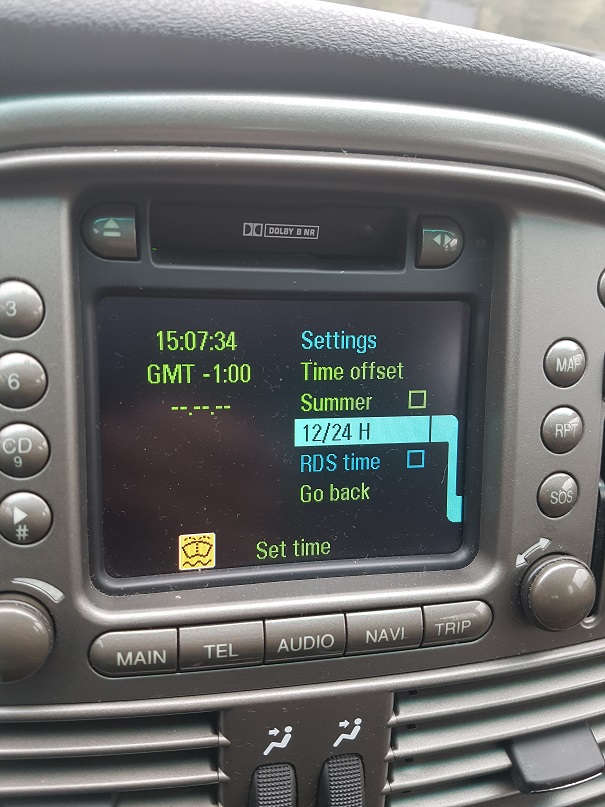 DOLBY B NR
3
6
CD
9
#
15:07:34
GMT -1:00
--.--.--
Settings
Time offset
Summer
12/24 H
RDS time
Go back
Set time
MAP
RPT
SOS
MAIN
TEL
AUDIO
NAVI
TRIP